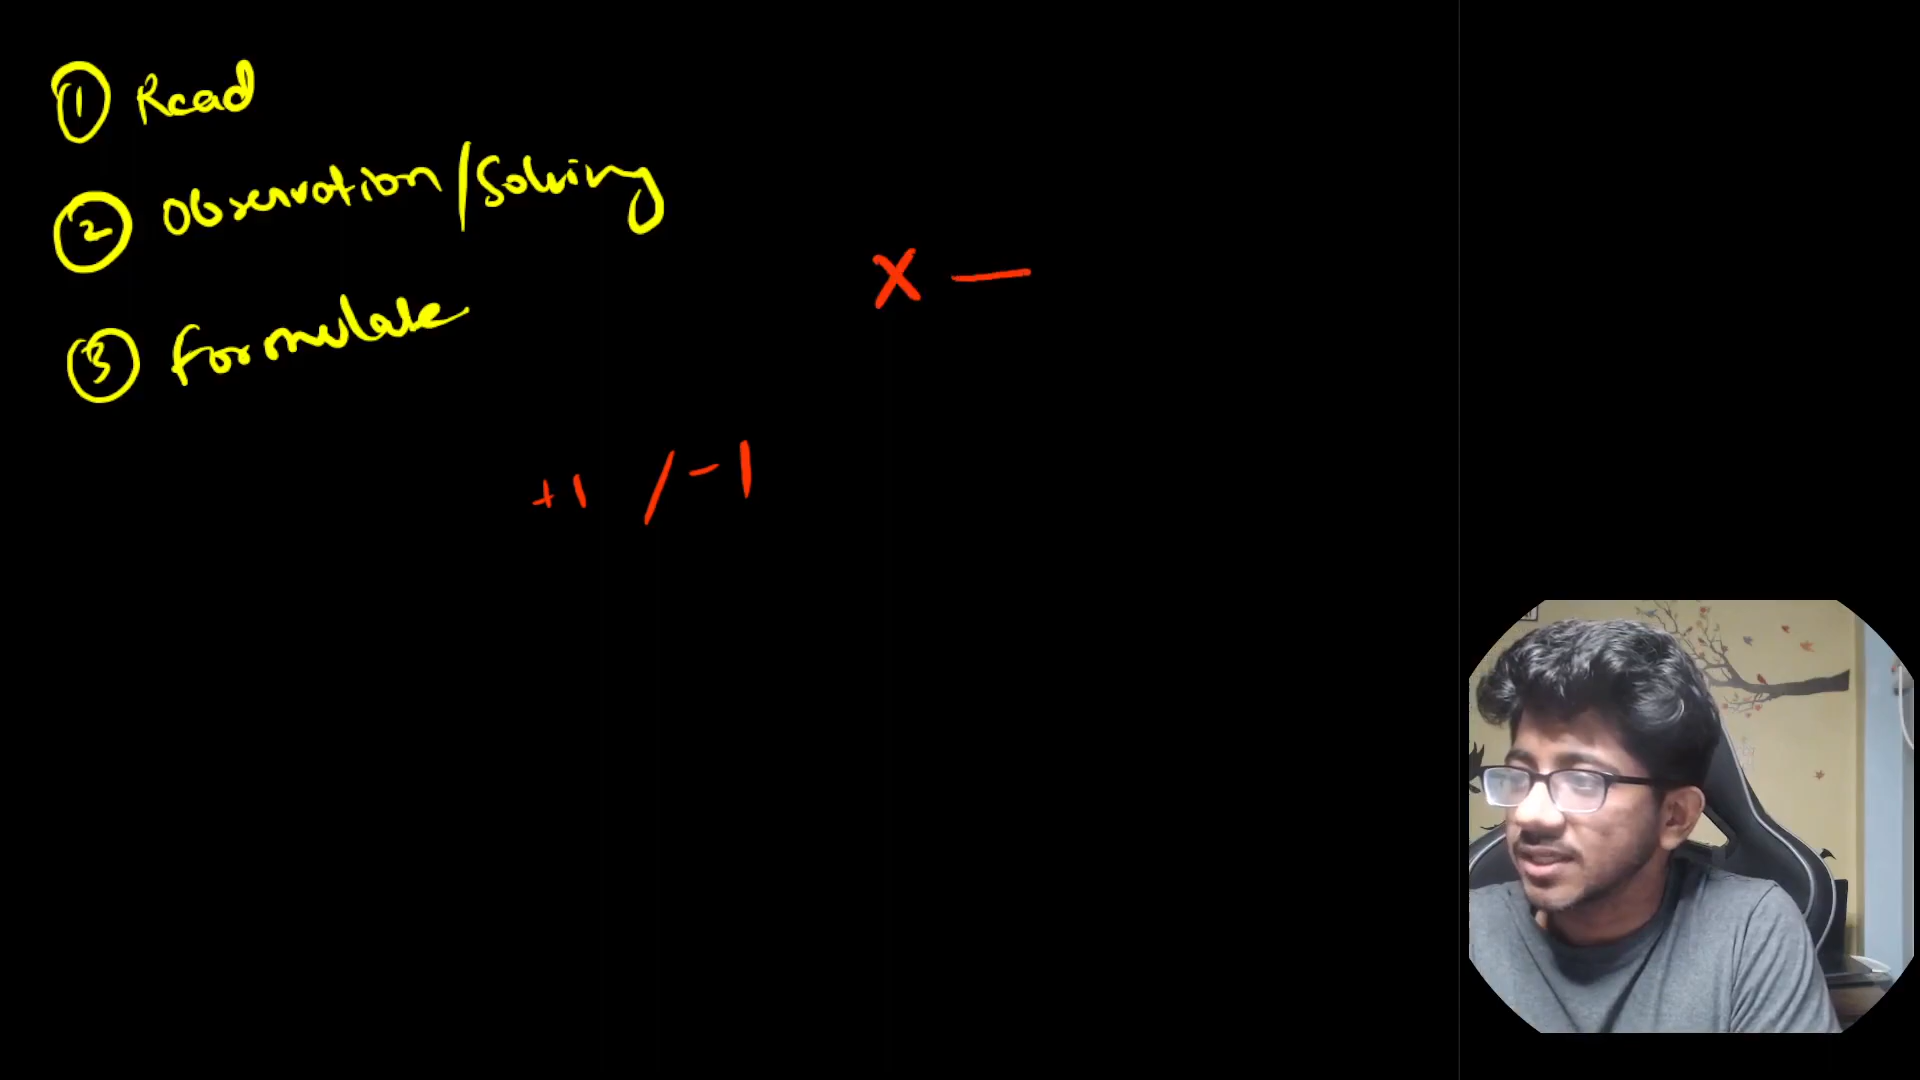 ① Read
② Observation/Solving
③ formulate
X —
+1 / -1